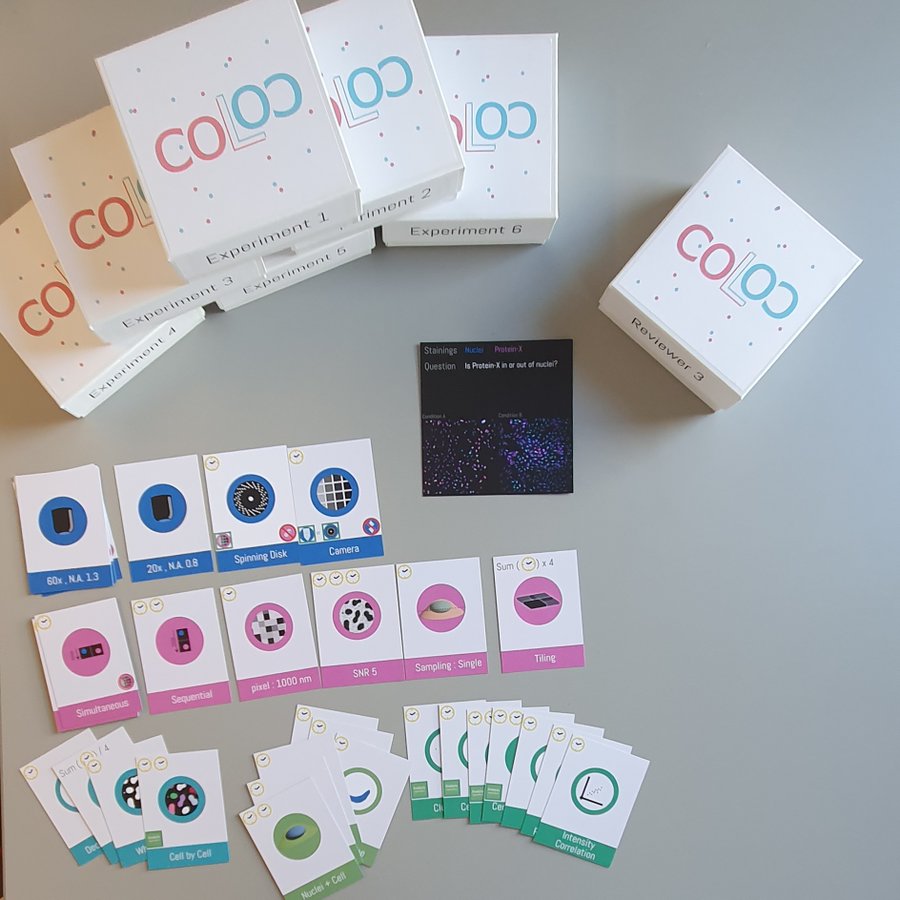 COLOC
Experiment 1
COLOC
Experiment 2
COLOC
Experiment 6
COLOC
Experiment 3
Experiment 5
CO
Experiment 4
COLOC
Reviewer 3
Stainings Nuclei Protein-X
Question Is Protein-X in or out of nuclei?
Condition A Condition B
60x , N.A. 1.3
20x , N.A. 0.8
Spinning Disk
Camera
Simultaneous
Sequential
pixel : 1000 nm
SNR 5
Sampling : Single
Sum ( ) x 4
Tiling
Sum ( ) / 4
Cell by Cell
Nuclei + Cell
Intensity
Correlation